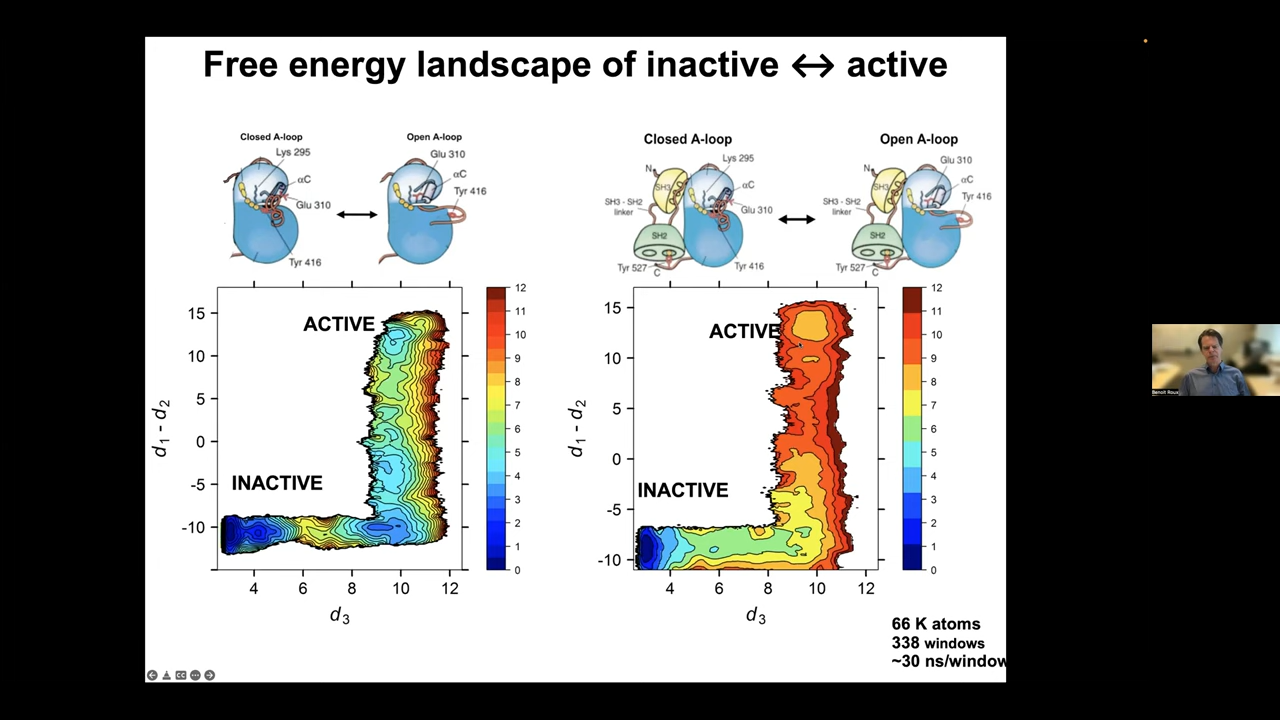 Free energy landscape of inactive ↔ active
Closed A-loop
Open A-loop
Lys 295
αC
Glu 310
Tyr 416
Glu 310
αC
Tyr 416
Closed A-loop
Open A-loop
N
SH3
SH3 - SH2
linker
SH2
Tyr 527
C
Lys 295
αC
Glu 310
Tyr 416
N
SH3
SH3 - SH2
linker
SH2
Tyr 527
C
Glu 310
αC
Tyr 416
ACTIVE
INACTIVE
15
10
5
0
-5
-10
d1 - d2
4 6 8 10 12
d3
12
11
10
9
8
7
6
5
4
3
2
1
0
ACTIVE
INACTIVE
15
10
5
0
-5
-10
d1 - d2
4 6 8 10 12
d3
12
11
10
9
8
7
6
5
4
3
2
1
0
66 K atoms
338 windows
~30 ns/window
Benoit Roux